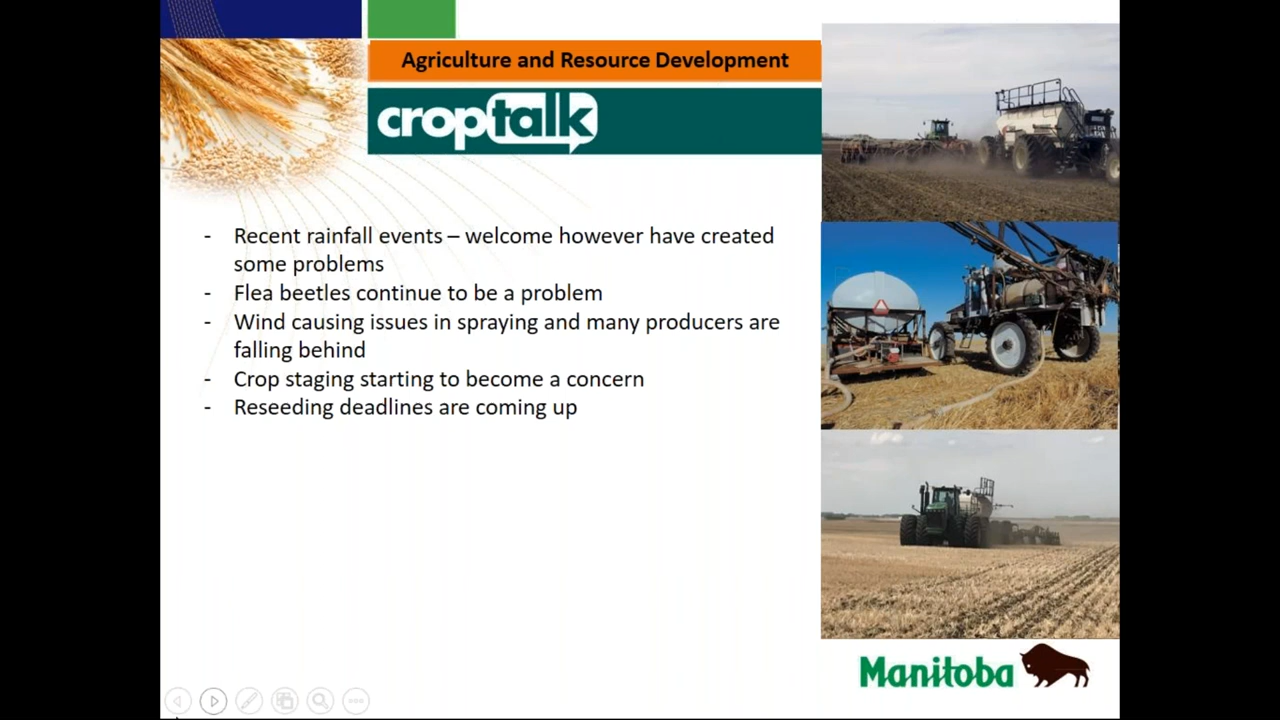 Agriculture and Resource Development
croptalk
- Recent rainfall events – welcome however have created
some problems
- Flea beetles continue to be a problem
- Wind causing issues in spraying and many producers are
falling behind
- Crop staging starting to become a concern
- Reseeding deadlines are coming up
Manitoba